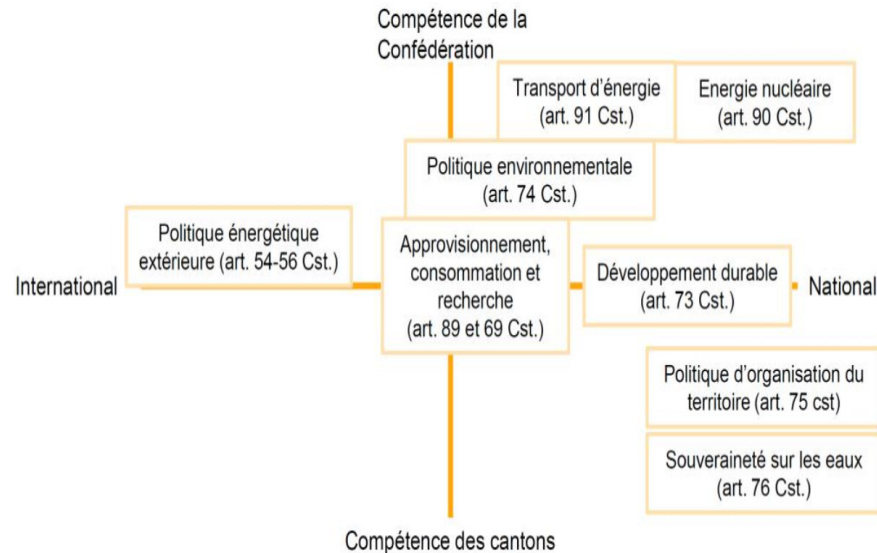 Compétence de la
Confédération
Transport d'énergie
(art. 91 Cst.)
Energie nucléaire
(art. 90 Cst.)
Politique environnementale
(art. 74 Cst.)
Politique énergétique
extérieure (art. 54-56 Cst.)
Approvisionnement,
consommation et
recherche
(art. 89 et 69 Cst.)
International
Développement durable
(art. 73 Cst.)
National
Politique d'organisation du
territoire (art. 75 cst)
Souveraineté sur les eaux
(art. 76 Cst.)
Compétence des cantons